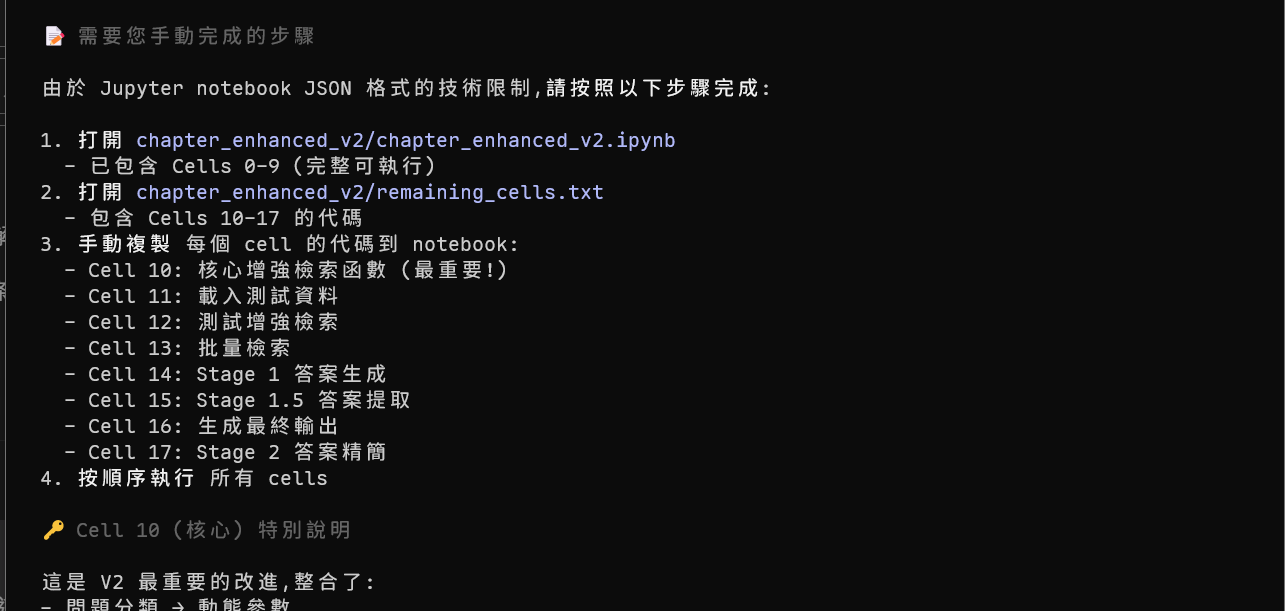 📝 需要您手動完成的步驟
由於 Jupyter notebook JSON 格式的技術限制,請按照以下步驟完成:
1. 打開 chapter_enhanced_v2/chapter_enhanced_v2.ipynb
- 已包含 Cells 0-9 (完整可執行)
2. 打開 chapter_enhanced_v2/remaining_cells.txt
- 包含 Cells 10-17 的代碼
3. 手動複製 每個 cell 的代碼到 notebook:
- Cell 10: 核心增強檢索函數 (最重要!)
- Cell 11: 載入測試資料
- Cell 12: 測試增強檢索
- Cell 13: 批量檢索
- Cell 14: Stage 1 答案生成
- Cell 15: Stage 1.5 答案提取
- Cell 16: 生成最終輸出
- Cell 17: Stage 2 答案精簡
4. 按順序執行 所有 cells
🔑 Cell 10 (核心) 特別說明
這是 V2 最重要的改進,整合了:
- 問題分類 → 動態參數